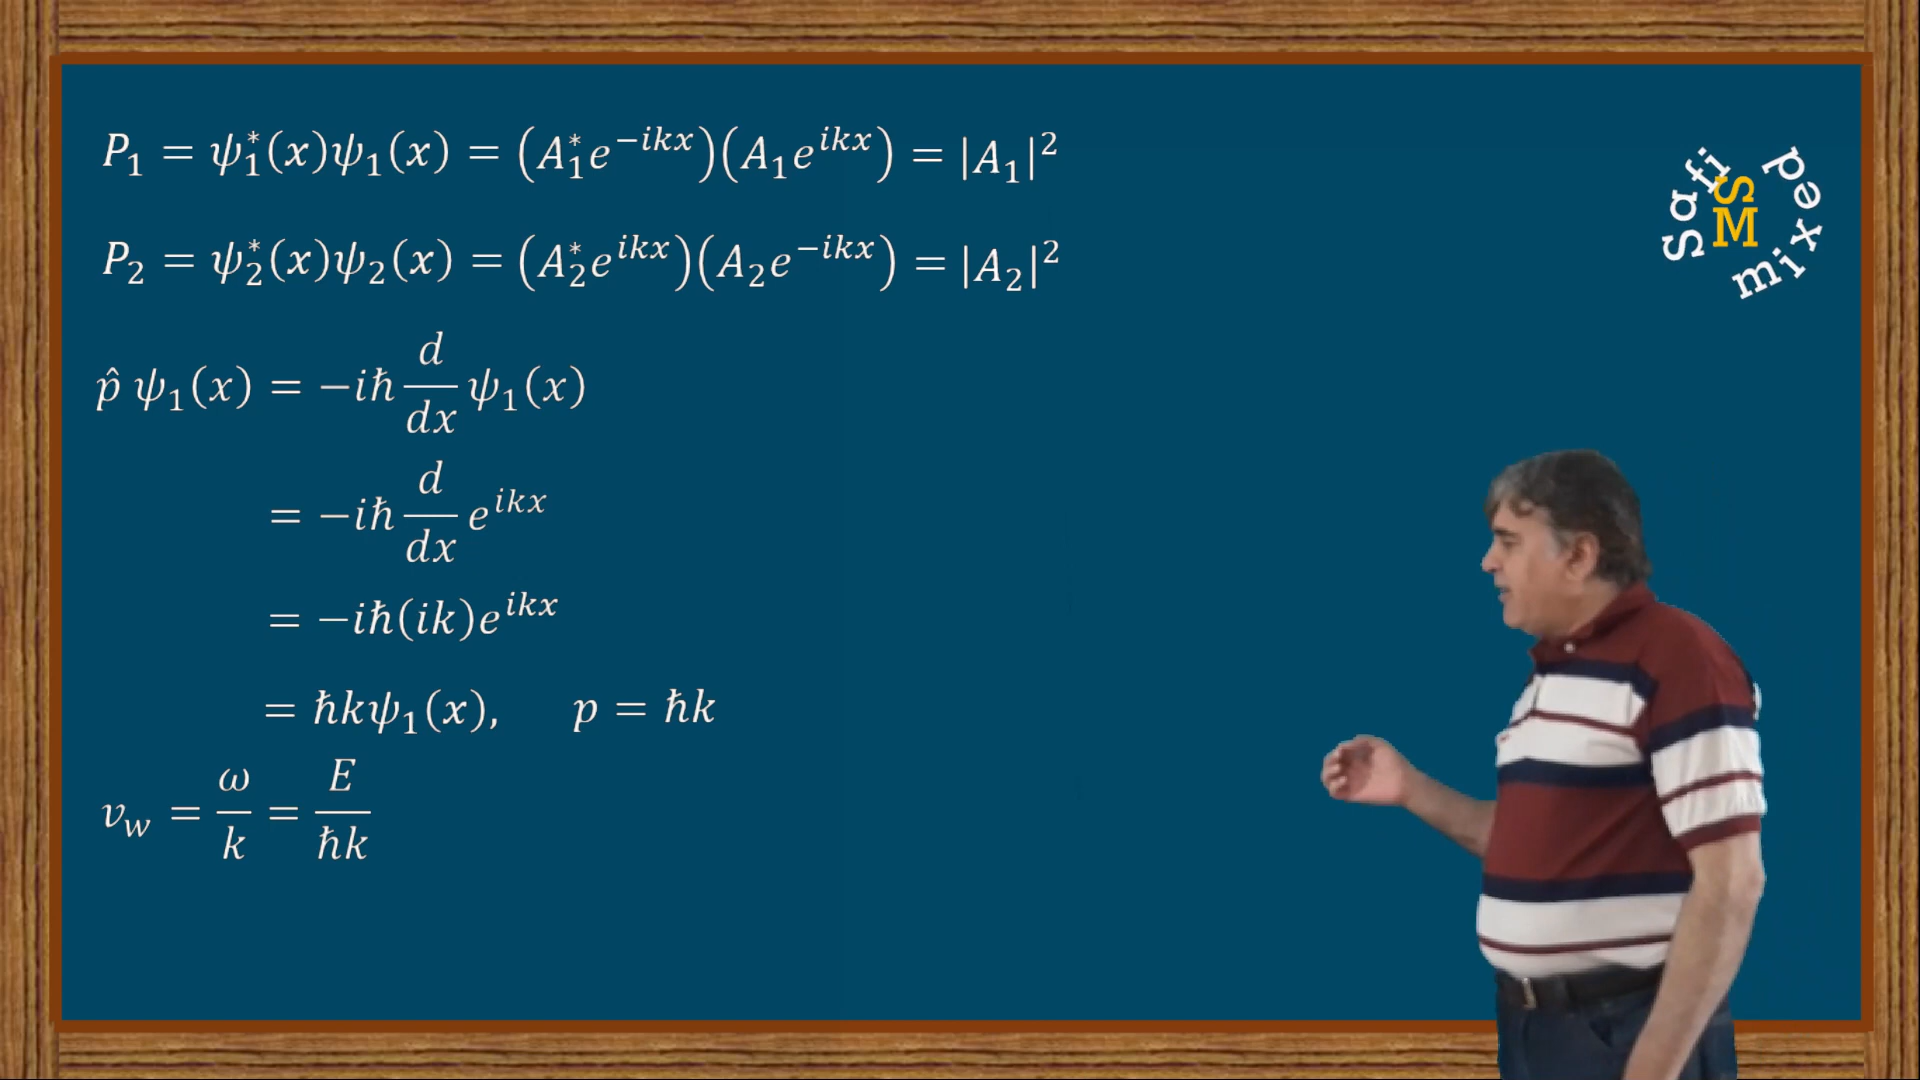 P₁ = ψ₁*(x)ψ₁(x) = (A₁*e^{−ikx})(A₁e^{ikx}) = |A₁|²
P₂ = ψ₂*(x)ψ₂(x) = (A₂*e^{ikx})(A₂e^{−ikx}) = |A₂|²
p̂ ψ₁(x) = −iħ d/dx ψ₁(x)
= −iħ d/dx e^{ikx}
= −iħ(ik)e^{ikx}
= ħkψ₁(x), p = ħk
v_w = ω/k = E/ħk
Safi mixed
SM